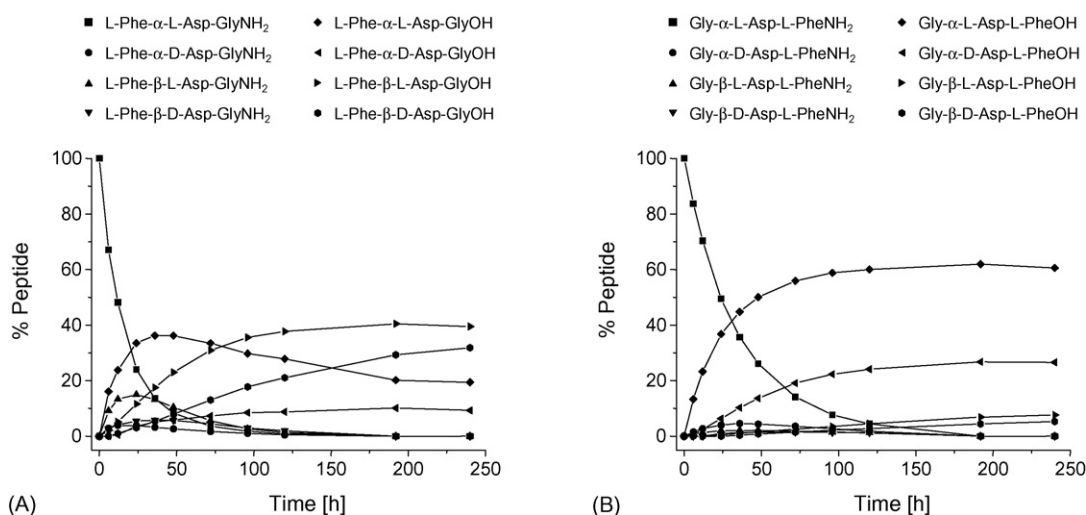 ■ L-Phe-α-L-Asp-GlyNH₂ ◆ L-Phe-α-L-Asp-GlyOH
● L-Phe-α-D-Asp-GlyNH₂ ◄ L-Phe-α-D-Asp-GlyOH
▲ L-Phe-β-L-Asp-GlyNH₂ ► L-Phe-β-L-Asp-GlyOH
▼ L-Phe-β-D-Asp-GlyNH₂ ⬢ L-Phe-β-D-Asp-GlyOH
100
80
60
40
20
0
% Peptide
0 50 100 150 200 250
Time [h]
(A)
■ Gly-α-L-Asp-L-PheNH₂ ◆ Gly-α-L-Asp-L-PheOH
● Gly-α-D-Asp-L-PheNH₂ ◄ Gly-α-D-Asp-L-PheOH
▲ Gly-β-L-Asp-L-PheNH₂ ► Gly-β-L-Asp-L-PheOH
▼ Gly-β-D-Asp-L-PheNH₂ ⬢ Gly-β-D-Asp-L-PheOH
100
80
60
40
20
0
% Peptide
0 50 100 150 200 250
Time [h]
(B)